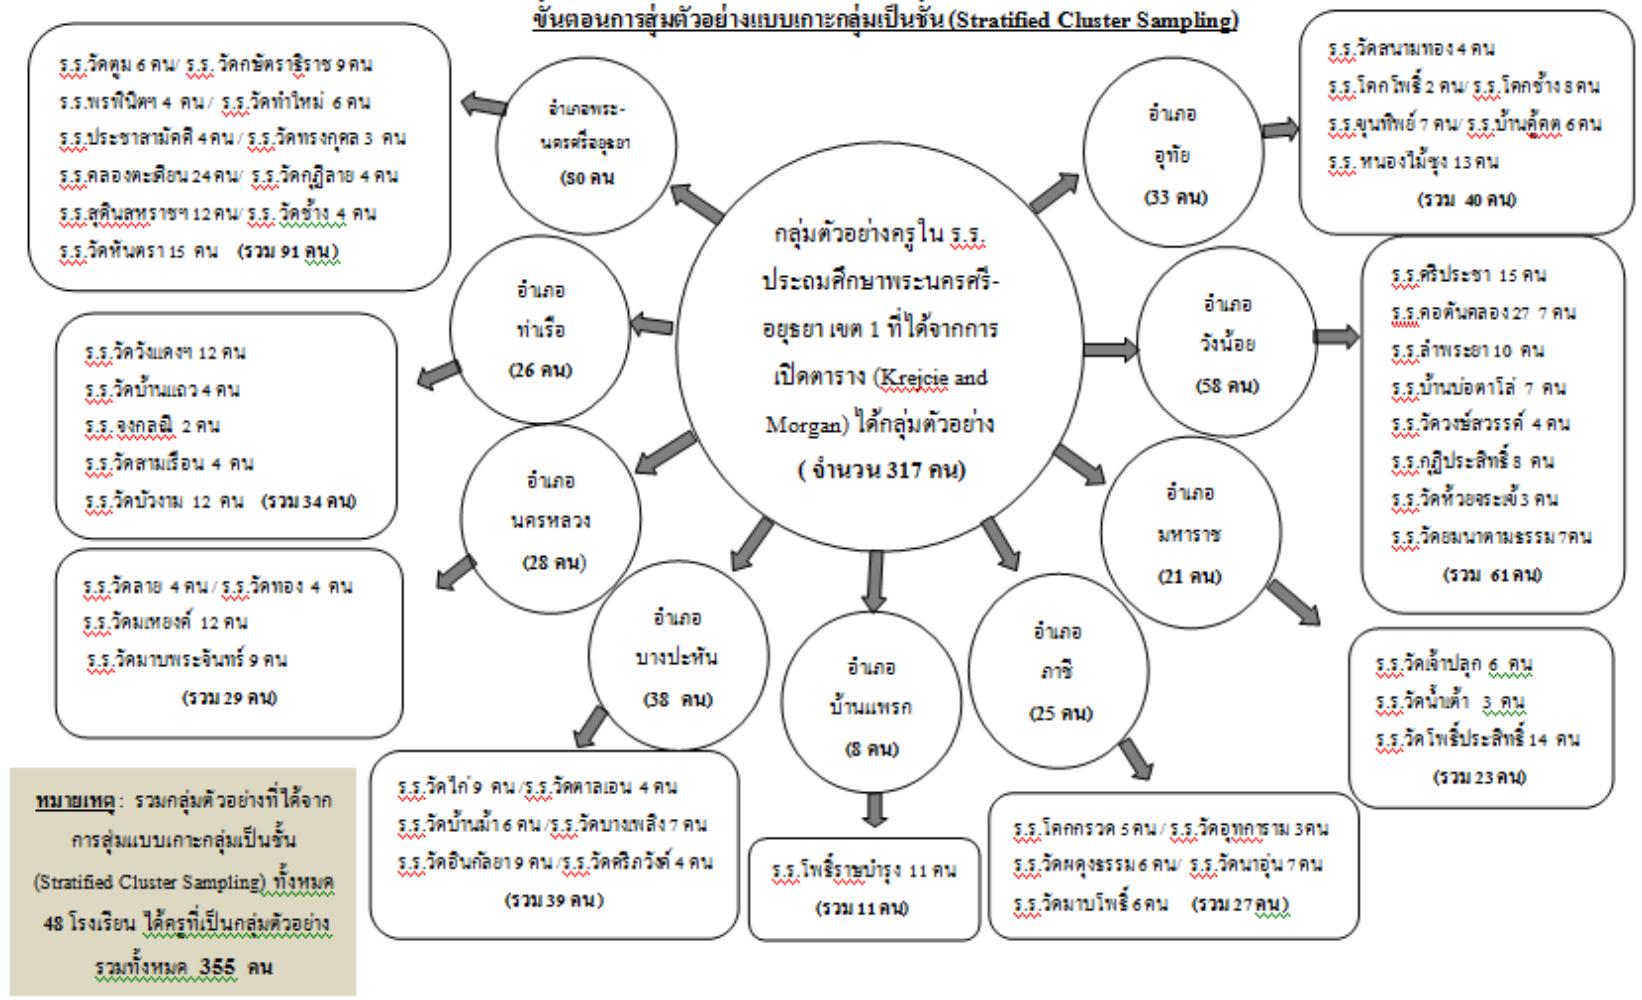 ขั้นตอนการสุ่มตัวอย่างแบบเกาะกลุ่มเป็นชั้น (Stratified Cluster Sampling)
ร.ร.วัดตูม 6 คน/ ร.ร. วัดกษัตราธิราช 9 คน
ร.ร.พรพินิตฯ 4 คน / ร.ร.วัดทำใหม่ 6 คน
ร.ร.ประชาสามัคคี 4 คน / ร.ร.วัดทรงกุศล 3 คน
ร.ร.คลองตะเคียน 24 คน/ ร.ร.วัดกุฎีลาย 4 คน
ร.ร.สุดินสหราชฯ 12 คน/ ร.ร. วัดช้าง 4 คน
ร.ร.วัดหันตรา 15 คน (รวม 91 คน)
อำเภอพระ-
นครศรีอยุธยา
(80 คน
อำเภอ
อุทัย
(33 คน)
ร.ร.วัดสนามทอง 4 คน
ร.ร.โคกโพธิ์ 2 คน/ ร.ร.โคกช้าง 8 คน
ร.ร.ขุนทิพย์ 7 คน/ ร.ร.บ้านคู้คต 6 คน
ร.ร. หนองไม้ซุง 13 คน
(รวม 40 คน)
กลุ่มตัวอย่างครูใน ร.ร.
ประถมศึกษาพระนครศรี-
อยุธยา เขต 1 ที่ได้จากการ
เปิดตาราง (Krejcie and
Morgan) ได้กลุ่มตัวอย่าง
( จำนวน 317 คน)
อำเภอ
ท่าเรือ
(26 คน)
ร.ร.วัดวังแดงฯ 12 คน
ร.ร.วัดบ้านแถว 4 คน
ร.ร. จงกลณี 2 คน
ร.ร.วัดสามเรือน 4 คน
ร.ร.วัดบัวงาม 12 คน (รวม 34 คน)
อำเภอ
วังน้อย
(58 คน)
ร.ร.ศรีประชา 15 คน
ร.ร.คอตันคลอง 27 7 คน
ร.ร.ลำพระยา 10 คน
ร.ร.บ้านบ่อตาโล่ 7 คน
ร.ร.วัดวงษ์สวรรค์ 4 คน
ร.ร.กุฎีประสิทธิ์ 8 คน
ร.ร.วัดห้วยจระเข้ 3 คน
ร.ร.วัดยมนาตามธรรม 7คน
(รวม 61 คน)
อำเภอ
นครหลวง
(28 คน)
ร.ร.วัดลาย 4 คน / ร.ร.วัดทอง 4 คน
ร.ร.วัดมเหยงค์ 12 คน
ร.ร.วัดมาบพระจันทร์ 9 คน
(รวม 29 คน)
อำเภอ
มหาราช
(21 คน)
ร.ร.วัดเจ้าปลุก 6 คน
ร.ร.วัดน้ำเต้า 3 คน
ร.ร.วัดโพธิ์ประสิทธิ์ 14 คน
(รวม 23 คน)
อำเภอ
บางปะหัน
(38 คน)
ร.ร.วัดไก่ 9 คน /ร.ร.วัดตาลเอน 4 คน
ร.ร.วัดบ้านม้า 6 คน /ร.ร.วัดบางเพลิง 7 คน
ร.ร.วัดอินกัลยา 9 คน /ร.ร.วัดศรีภวังค์ 4 คน
(รวม 39 คน)
อำเภอ
บ้านแพรก
(8 คน)
ร.ร.โพธิ์ราษบำรุง 11 คน
(รวม 11 คน)
อำเภอ
ภาชี
(25 คน)
ร.ร.โคกกรวด 5 คน / ร.ร.วัดอุทการาม 3คน
ร.ร.วัดผดุงธรรม 6 คน/ ร.ร.วัดนาอุ่น 7 คน
ร.ร.วัดมาบโพธิ์ 6 คน (รวม 27 คน)
หมายเหตุ : รวมกลุ่มตัวอย่างที่ได้จาก
การสุ่มแบบเกาะกลุ่มเป็นชั้น
(Stratified Cluster Sampling) ทั้งหมด
48 โรงเรียน ได้ครูที่เป็นกลุ่มตัวอย่าง
รวมทั้งหมด 355 คน